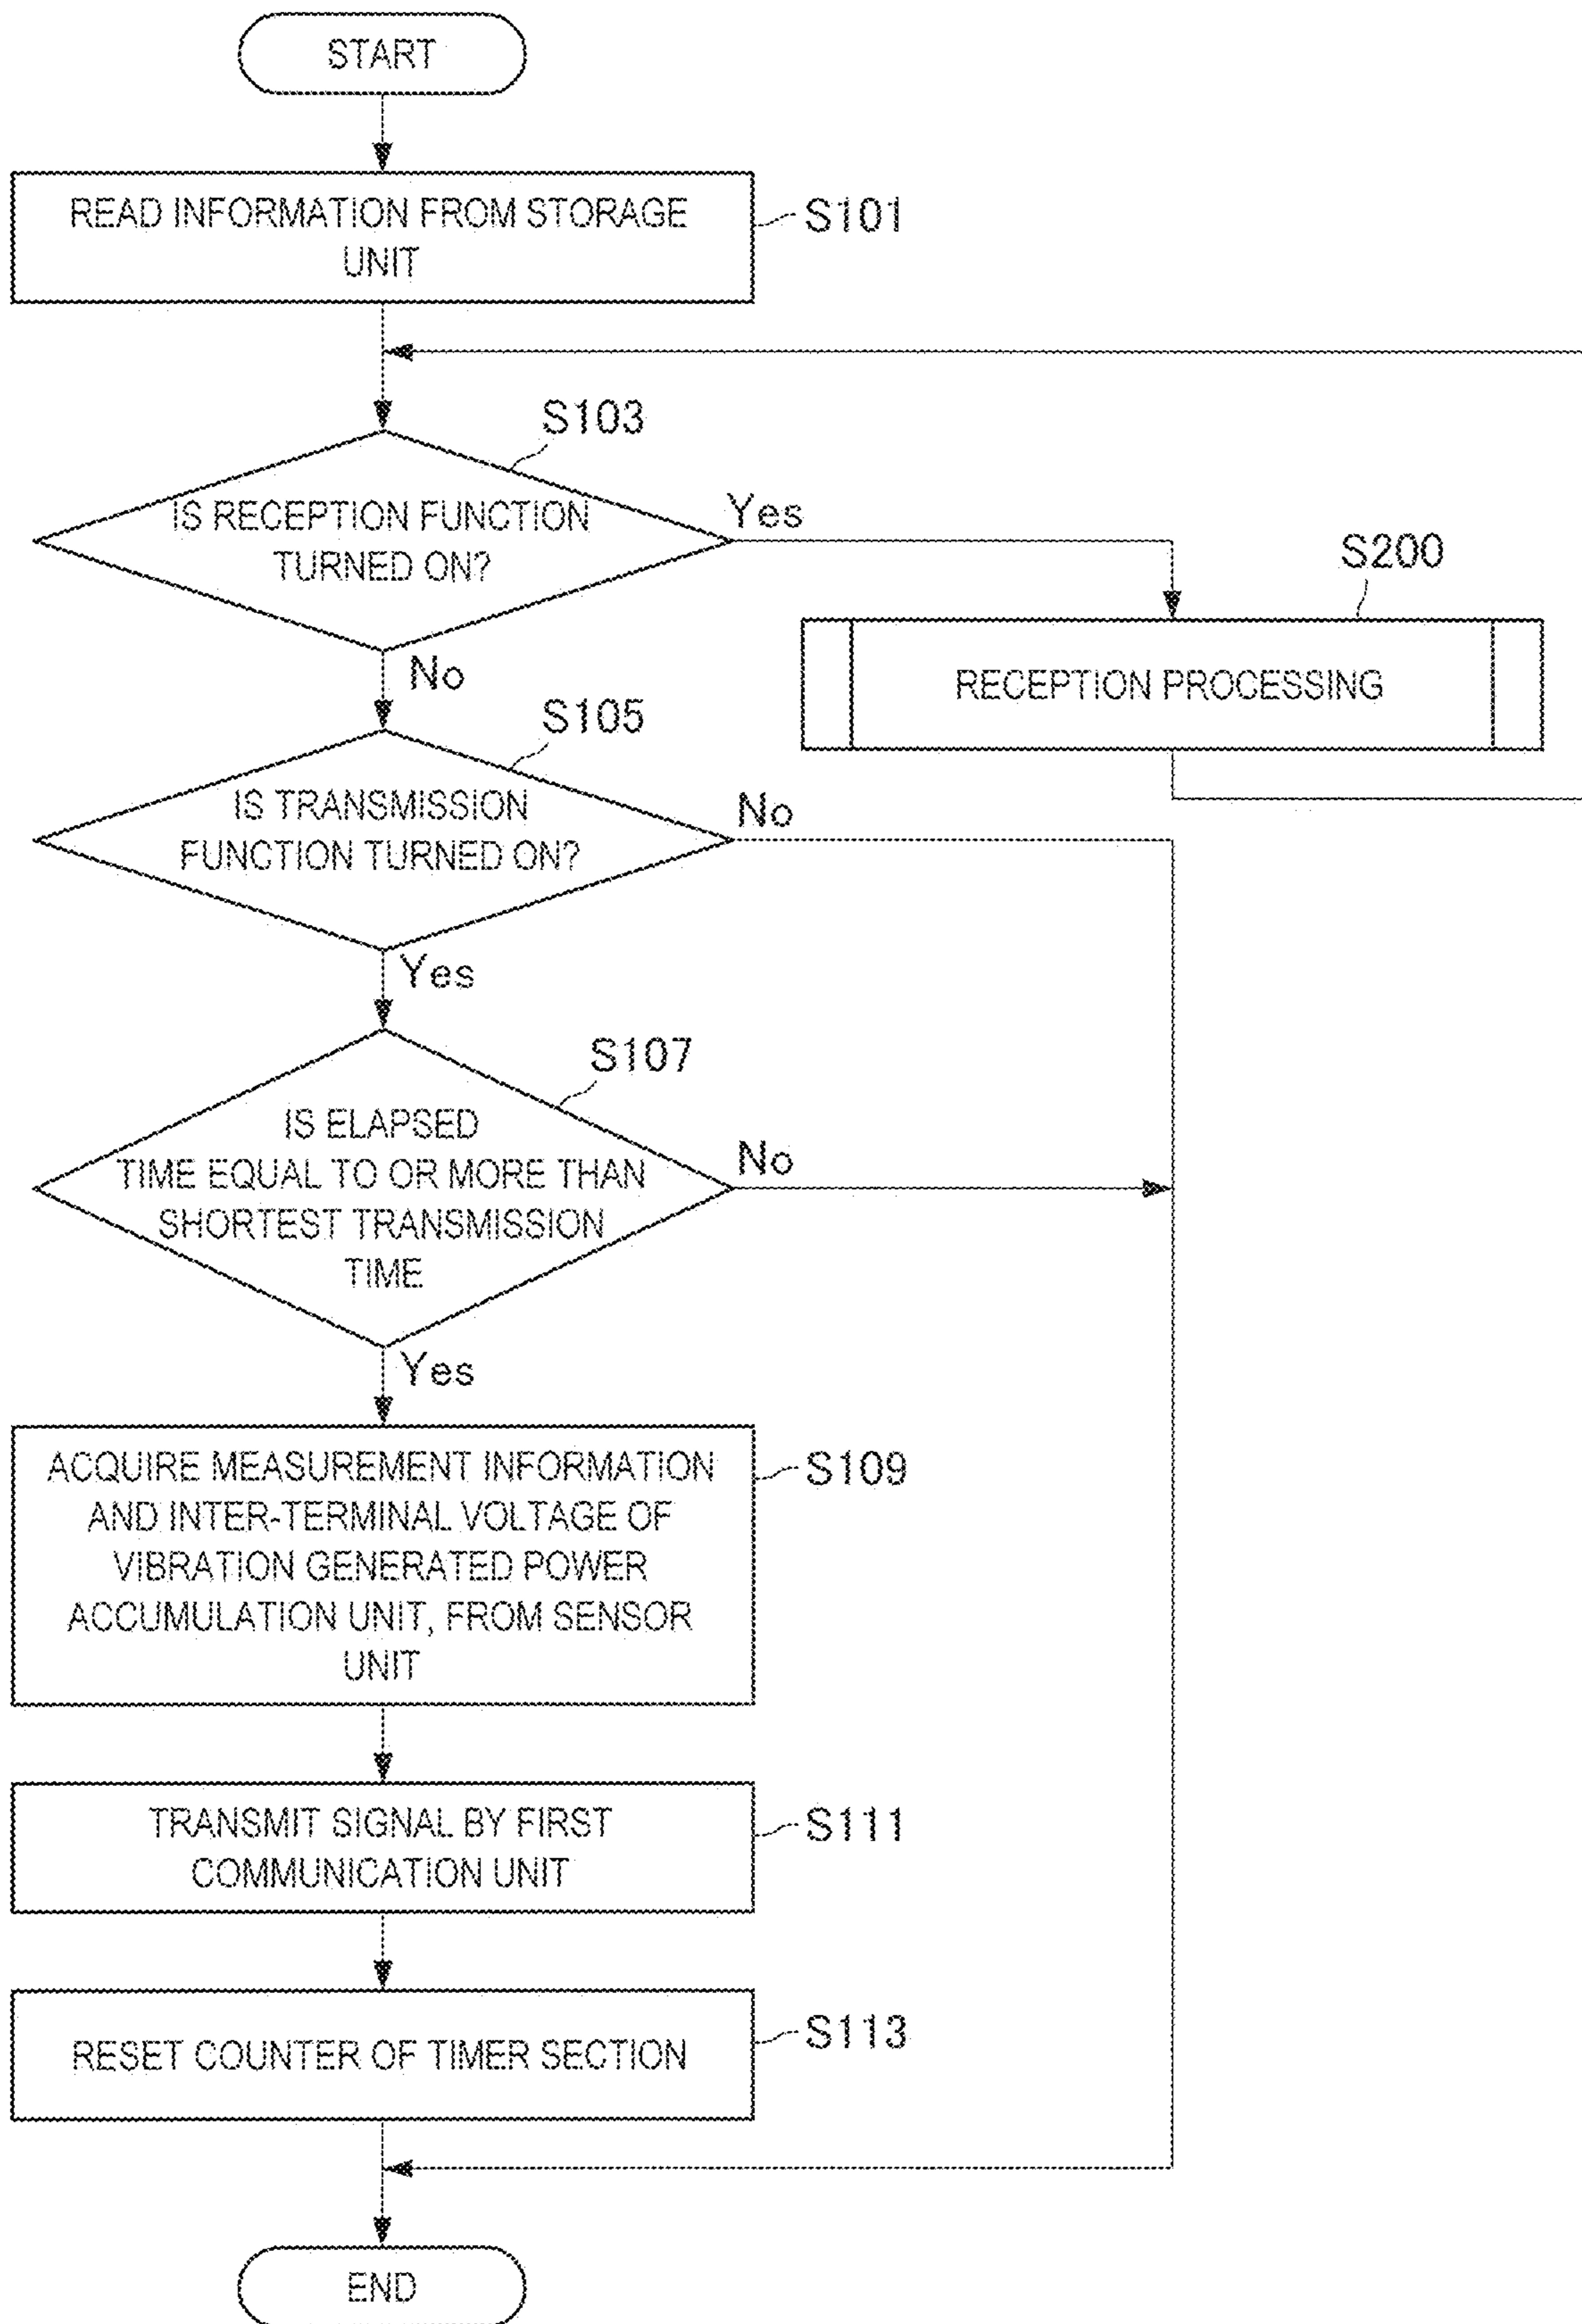 START
READ INFORMATION FROM STORAGE
UNIT
S101
S103
IS RECEPTION FUNCTION
TURNED ON?
Yes
No
S200
RECEPTION PROCESSING
S105
IS TRANSMISSION
FUNCTION TURNED ON?
No
Yes
S107
IS ELAPSED
TIME EQUAL TO OR MORE THAN
SHORTEST TRANSMISSION
TIME
No
Yes
ACQUIRE MEASUREMENT INFORMATION
AND INTER-TERMINAL VOLTAGE OF
VIBRATION GENERATED POWER
ACCUMULATION UNIT, FROM SENSOR
UNIT
S109
TRANSMIT SIGNAL BY FIRST
COMMUNICATION UNIT
S111
RESET COUNTER OF TIMER SECTION
S113
END